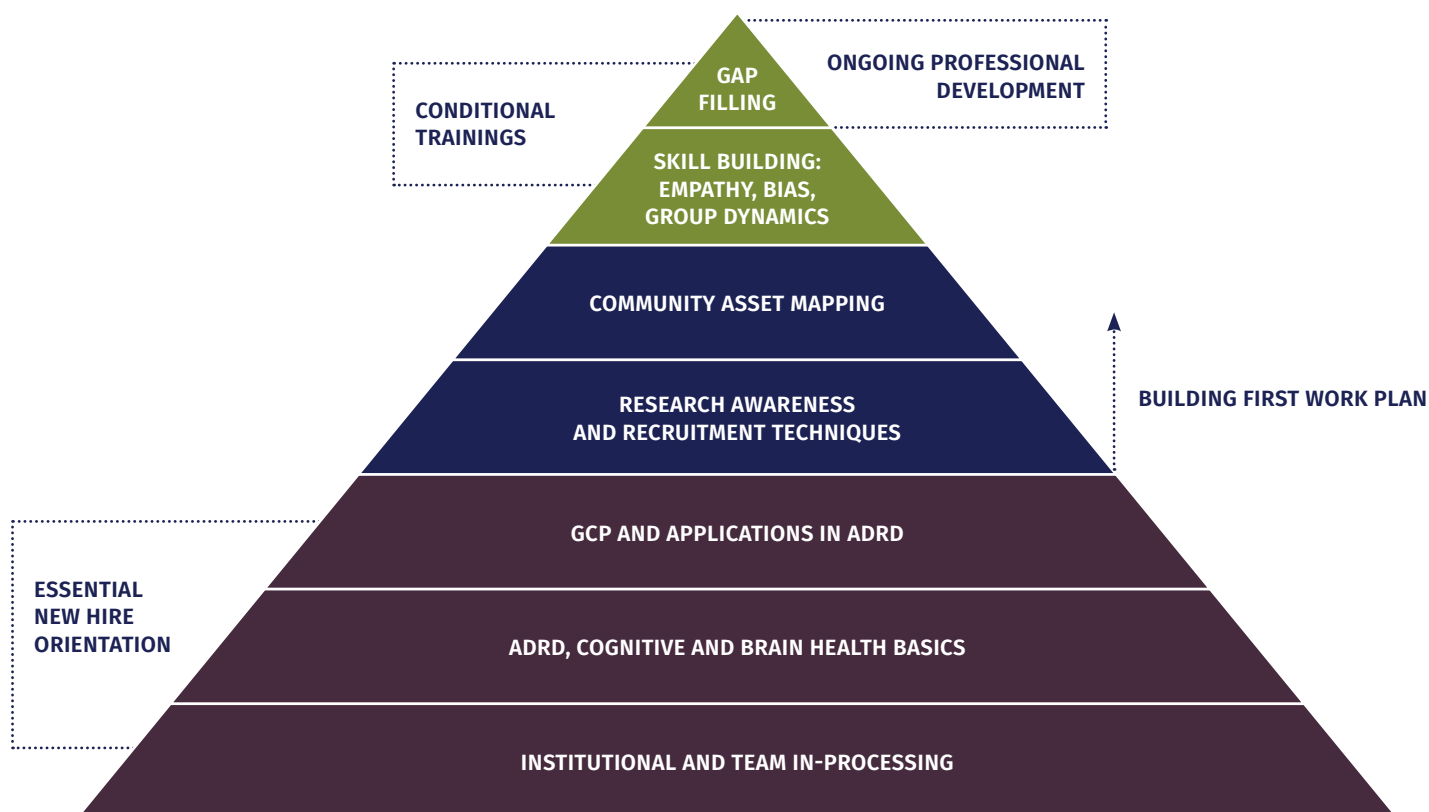 GAP
FILLING
ONGOING PROFESSIONAL
DEVELOPMENT
CONDITIONAL
TRAININGS
SKILL BUILDING:
EMPATHY, BIAS,
GROUP DYNAMICS
COMMUNITY ASSET MAPPING
RESEARCH AWARENESS
AND RECRUITMENT TECHNIQUES
BUILDING FIRST WORK PLAN
GCP AND APPLICATIONS IN ADRD
ESSENTIAL
NEW HIRE
ORIENTATION
ADRD, COGNITIVE AND BRAIN HEALTH BASICS
INSTITUTIONAL AND TEAM IN-PROCESSING